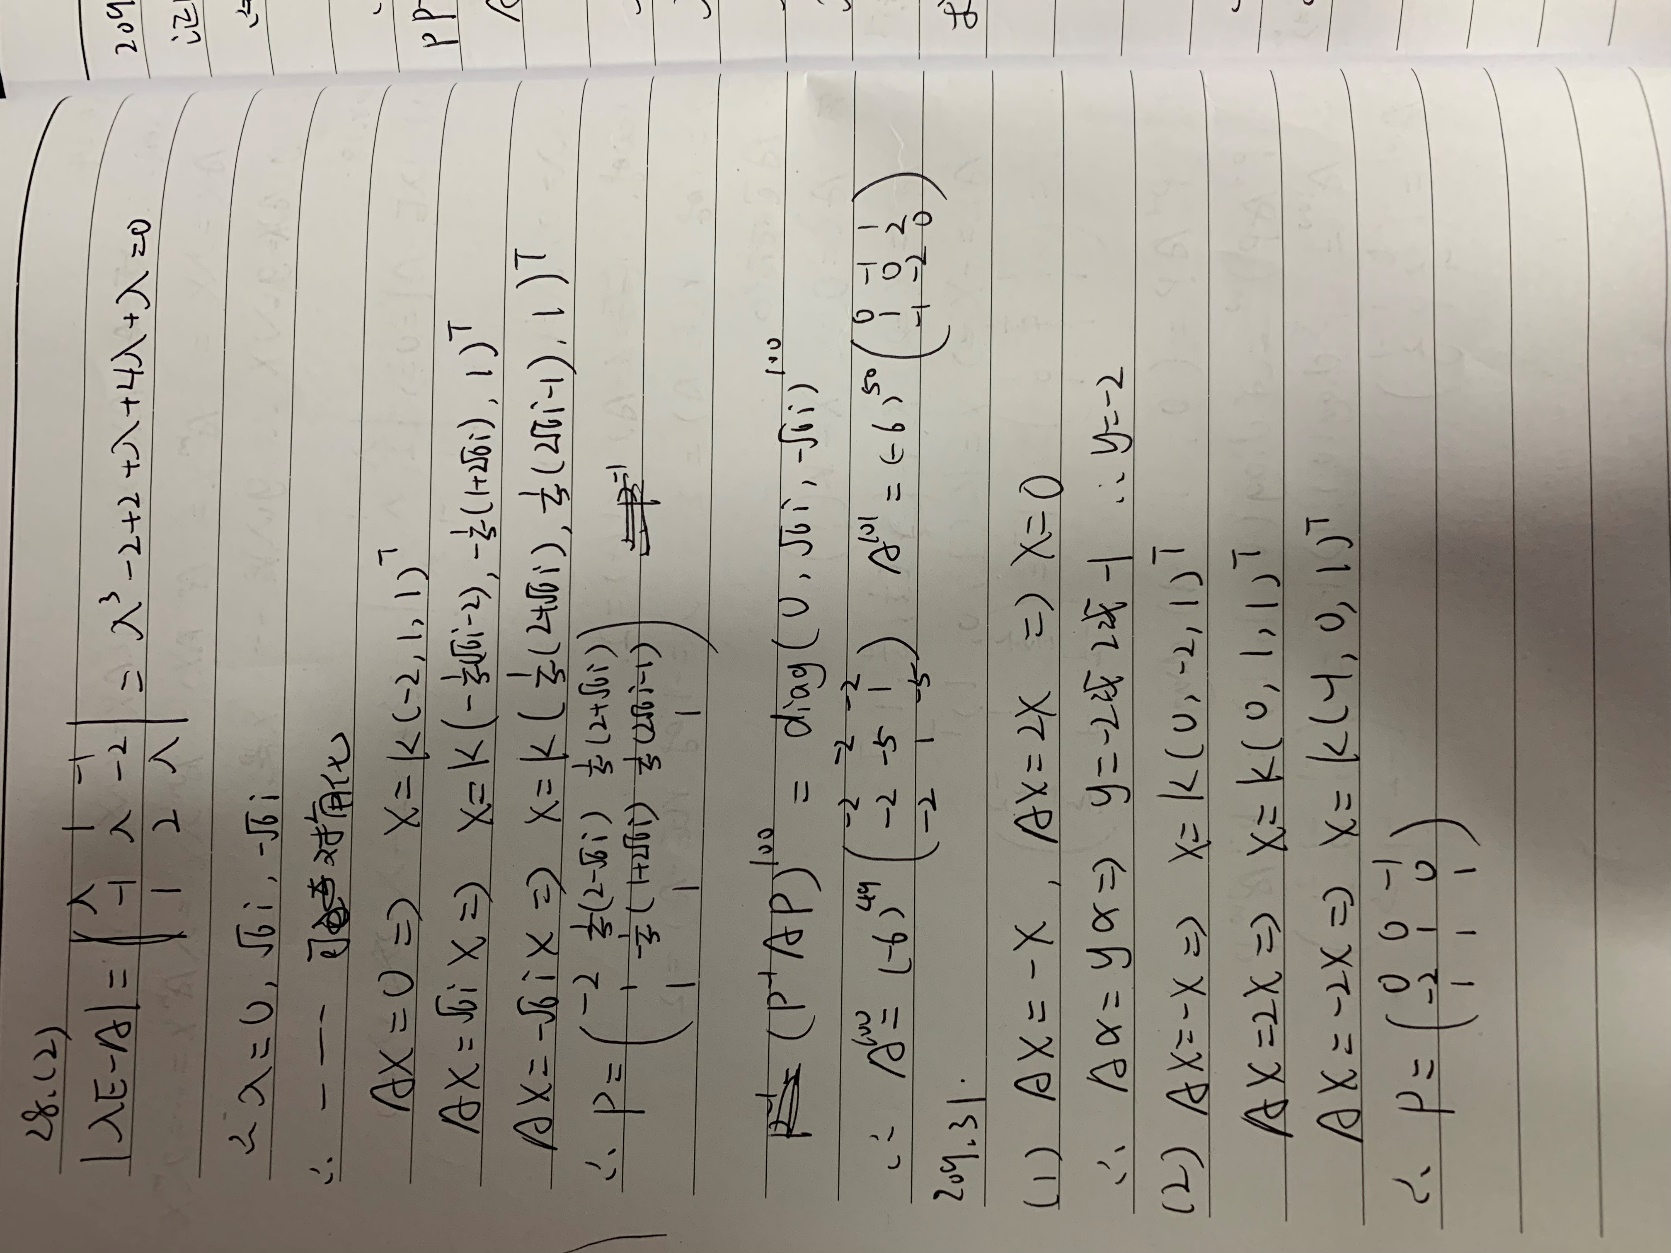 28.(2)
|λE-A| = | λ 1 -1 |
| -1 λ -2 | = λ³-2+2+λ+4λ+λ=0
| 1 2 λ |
∴ λ=0, √6i, -√6i
∴ ---- 可对角化
AX=0 => X=k(-2,1,1)ᵀ
AX=√6iX => X=k(-1/5(√6i-2), -1/5(1+2√6i), 1)ᵀ
AX=-√6iX => X=k(1/5(2+√6i), 1/5(2√6i-1), 1)ᵀ
∴ P= ( -2 1/5(2-√6i) 1/5(2+√6i) )
1 -1/5(1+2√6i) 1/5(2√6i-1)
1 1 1
(P⁻¹AP)¹⁰⁰ = diag(0, √6i, -√6i)¹⁰⁰
∴ A¹⁰⁰ = (-6)⁴⁹ ( -2 -2 -2 ) A¹⁰¹ = (-6)⁵⁰ ( 0 -1 1 )
-2 -5 1 1 0 2
-2 1 -5 -1 -2 0
209.31.
(1) AX=-X, AX=2X => X=0
∴ Aα=yα => y=-2 2x-1 ∴ y=-2
(2) AX=-X => X=k(0,-2,1)ᵀ
AX=2X => X=k(0,1,1)ᵀ
AX=-2X => X=k(4,0,1)ᵀ
∴ P= ( 0 0 -1 )
-2 1 0
1 1 1
209